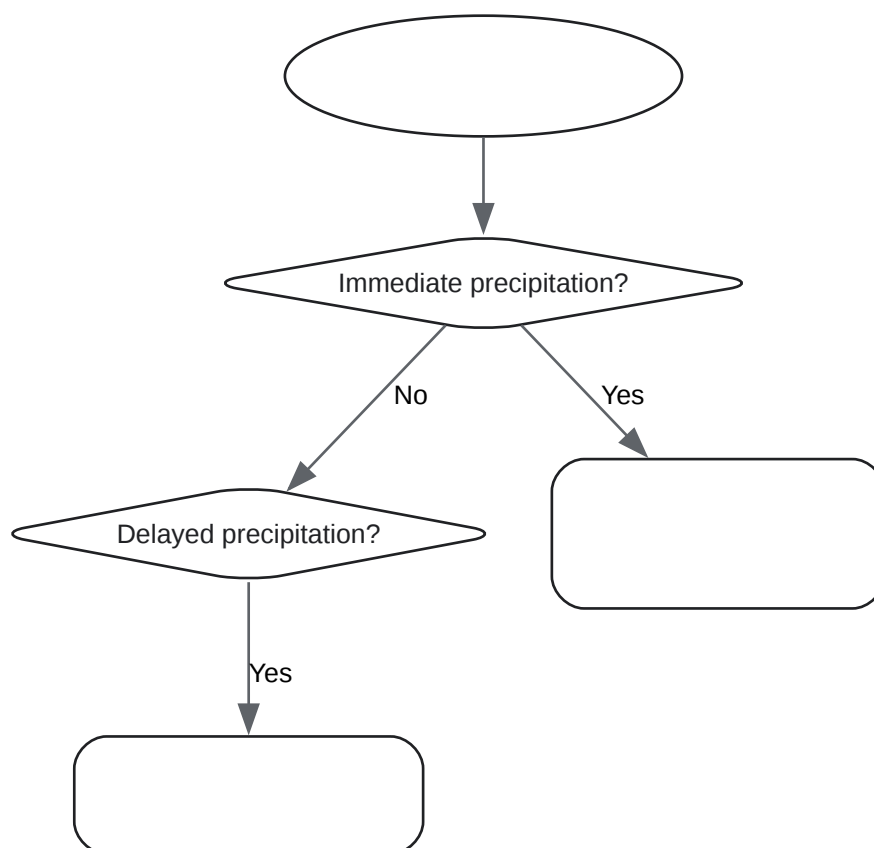 Immediate precipitation?
No
Yes
Delayed precipitation?
Yes